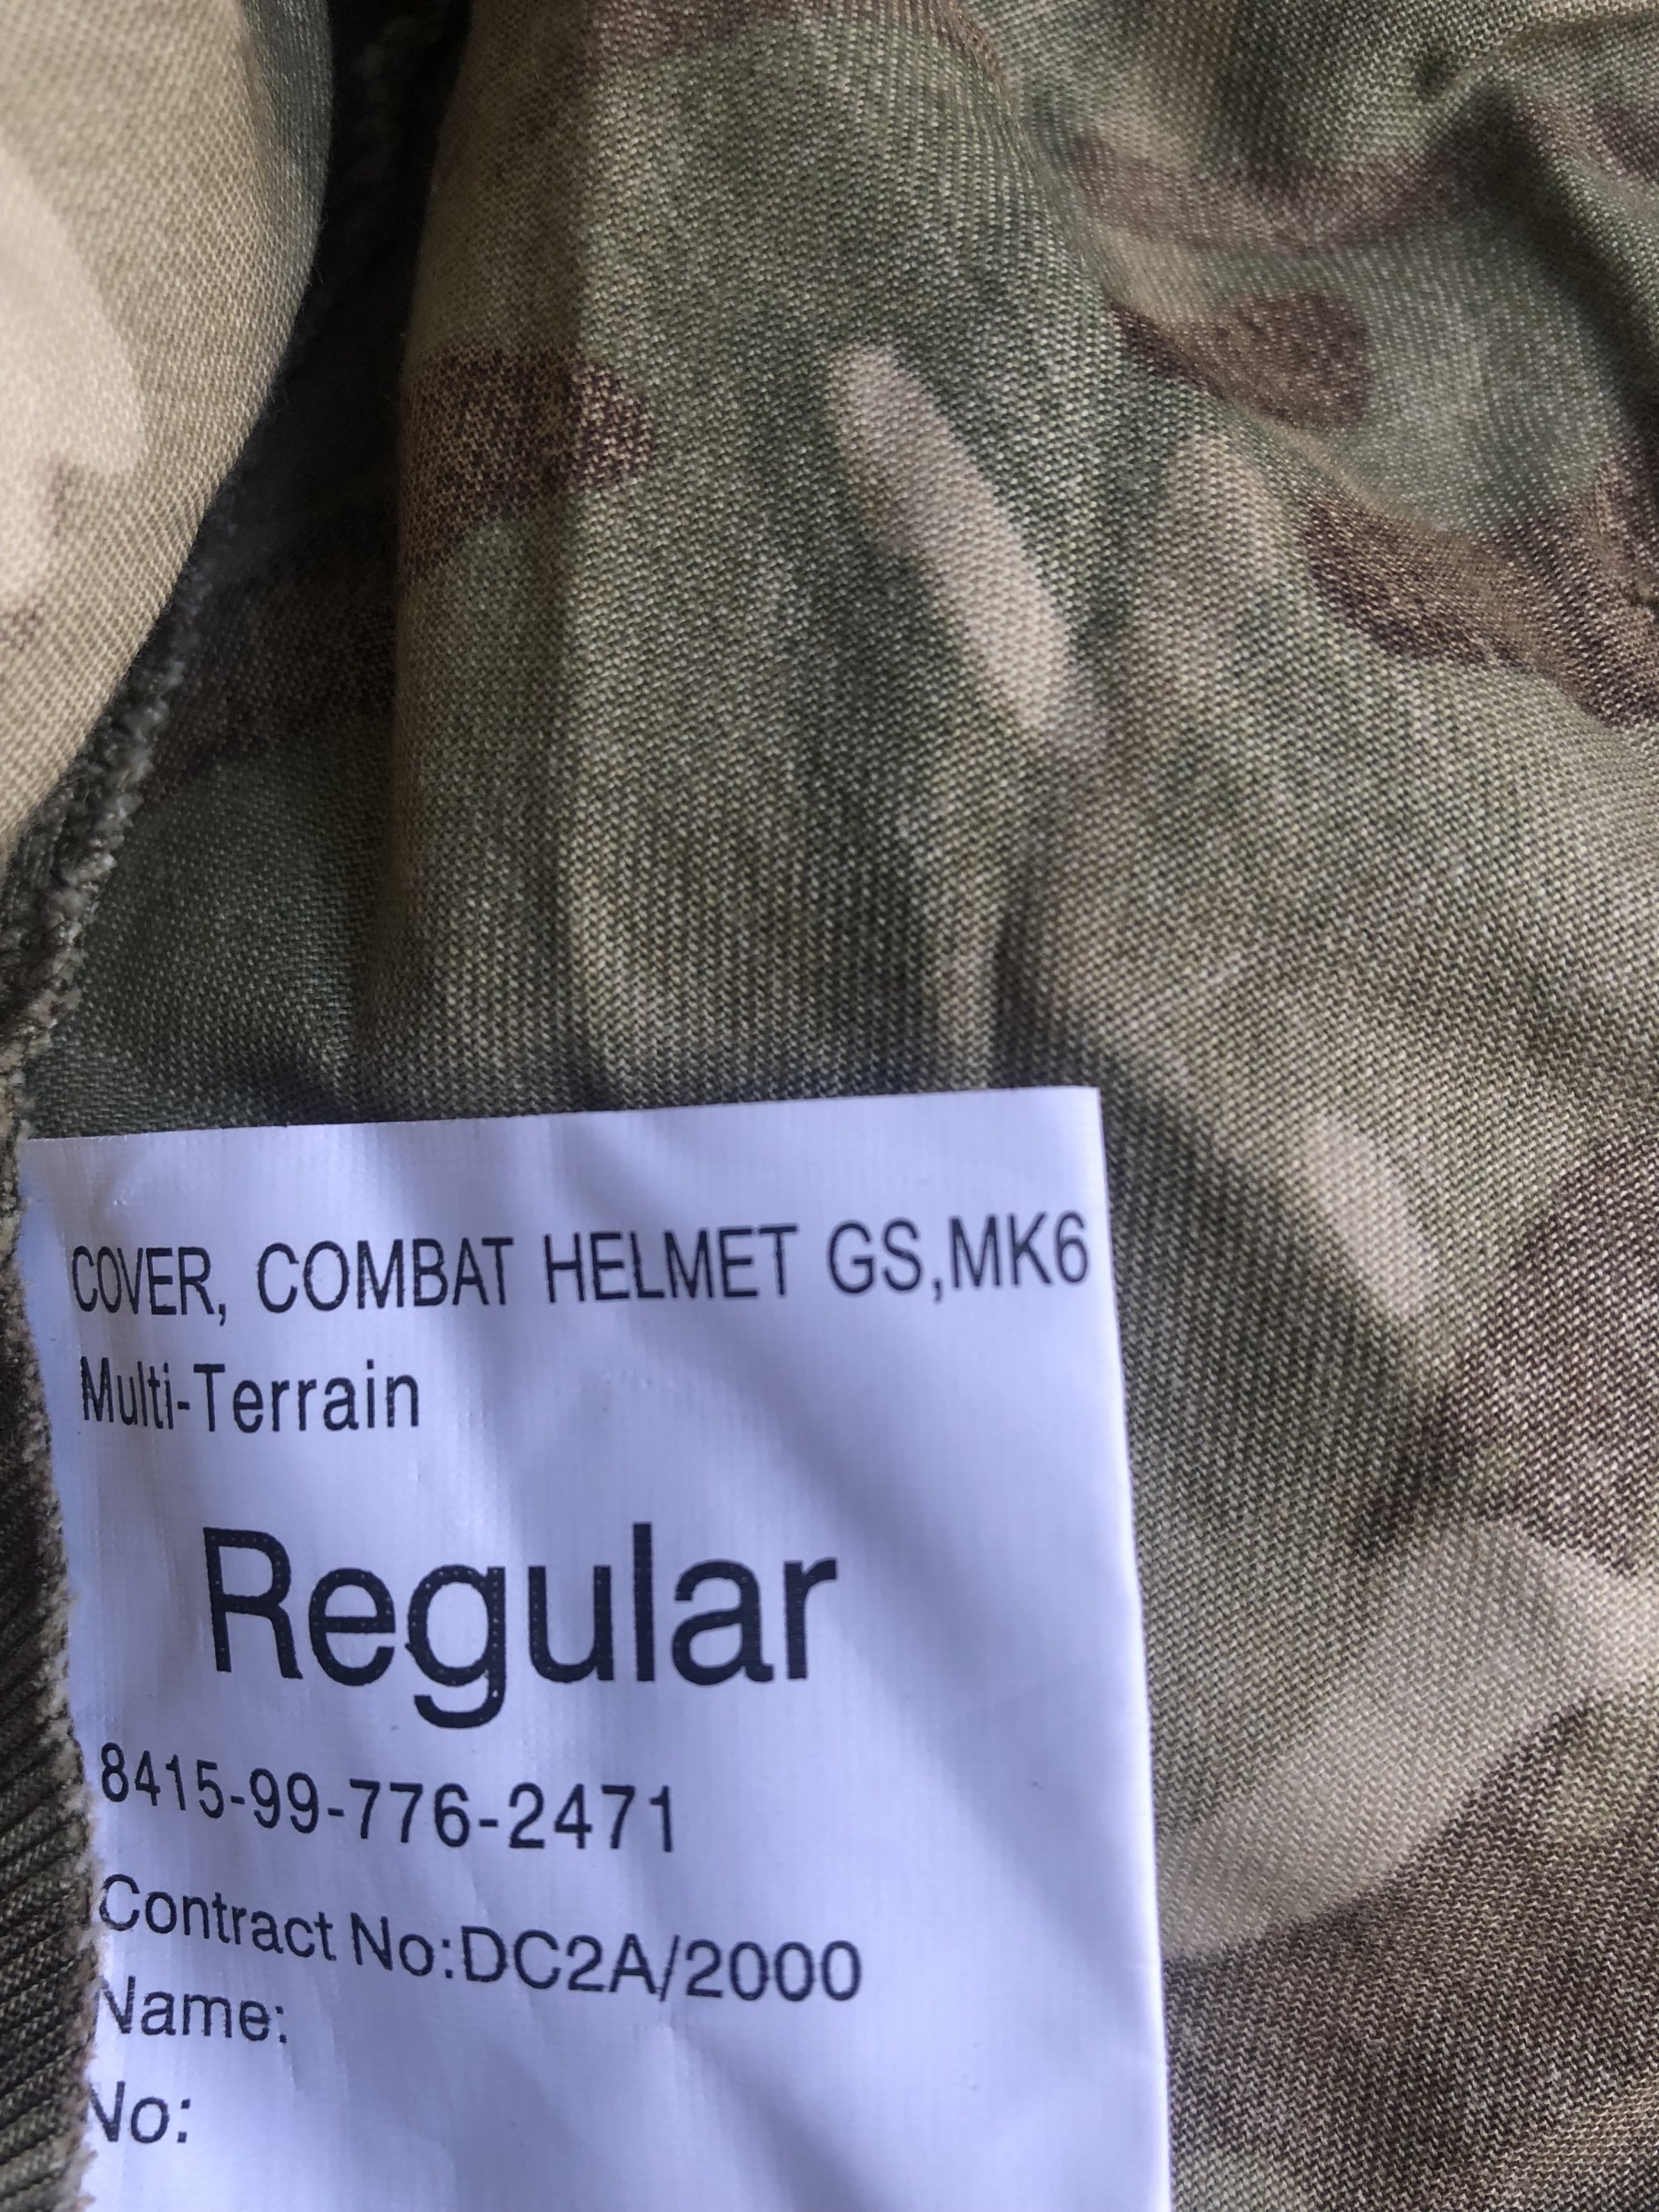 COVER, COMBAT HELMET GS,MK6
Multi-Terrain
Regular
8415-99-776-2471
Contract No:DC2A/2000
Name:
No: